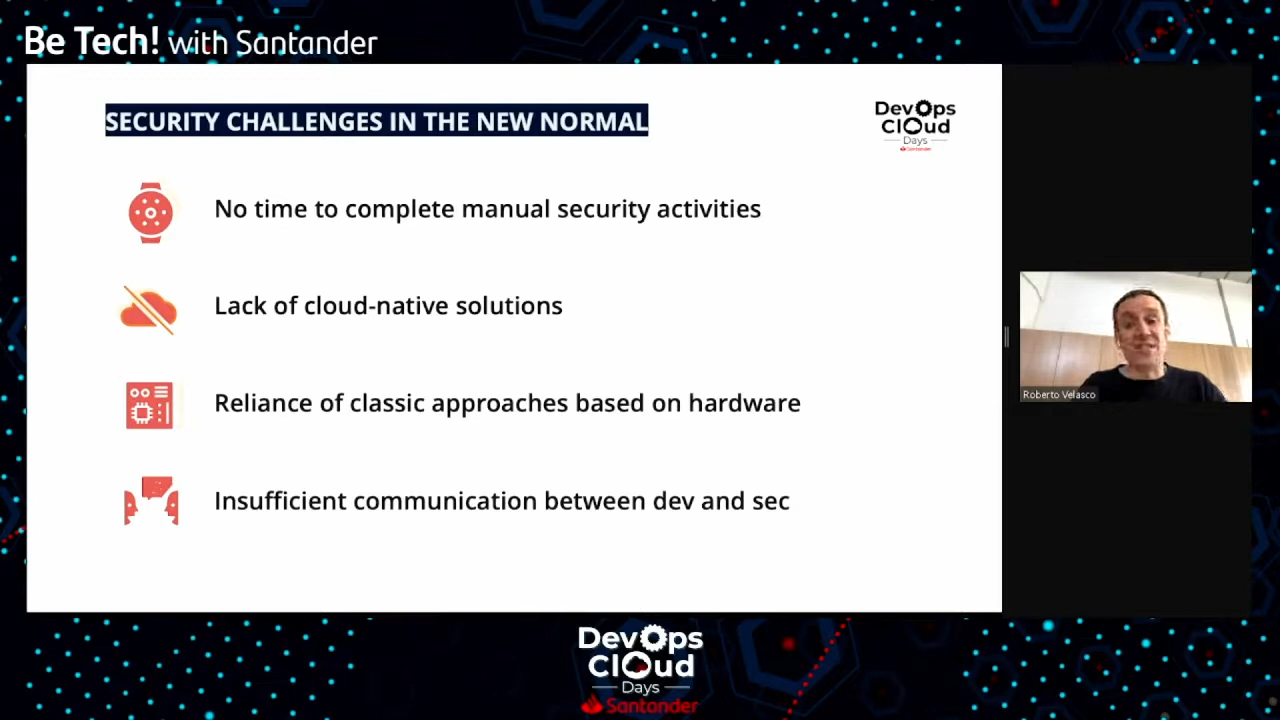 Be Tech! with Santander
SECURITY CHALLENGES IN THE NEW NORMAL
DevOps
Cloud
Days
Santander
No time to complete manual security activities
Lack of cloud-native solutions
Reliance of classic approaches based on hardware
Insufficient communication between dev and sec
Roberto Velasco
DevOps
Cloud
Days
Santander